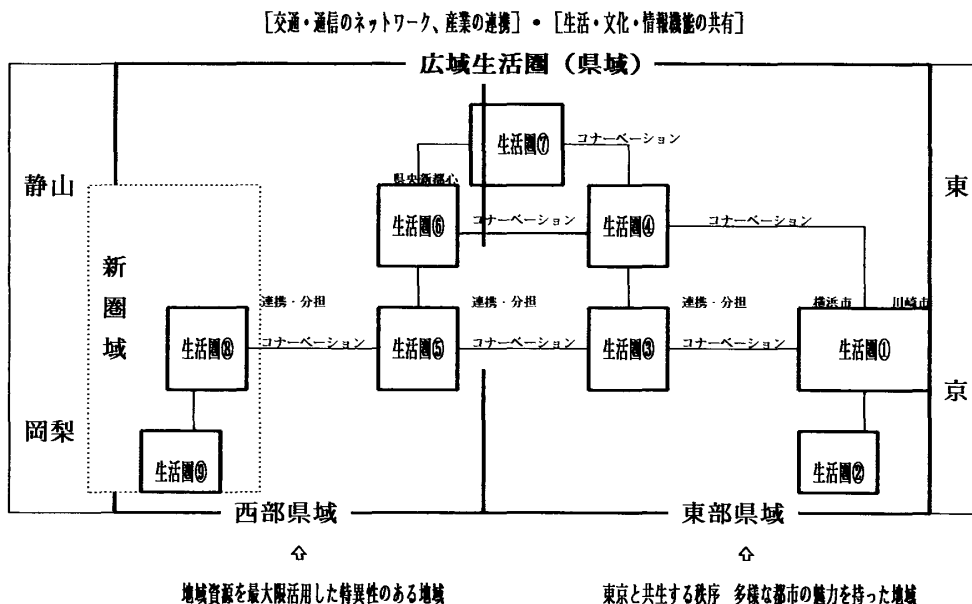 [交通・通信のネットワーク、産業の連携]・[生活・文化・情報機能の共有]
広域生活圏（県域）
生活圏⑦
コナーベーション
静山
県央新都心
東
生活圏⑥
コナーベーション
生活圏④
コナーベーション
新圏域
連携・分担
連携・分担
連携・分担
横浜市
川崎市
生活圏⑧
コナーベーション
生活圏⑤
コナーベーション
生活圏③
コナーベーション
生活圏①
岡梨
京
生活圏⑨
生活圏②
西部県域
東部県域
地域資源を最大限活用した特異性のある地域
東京と共生する秩序 多様な都市の魅力を持った地域